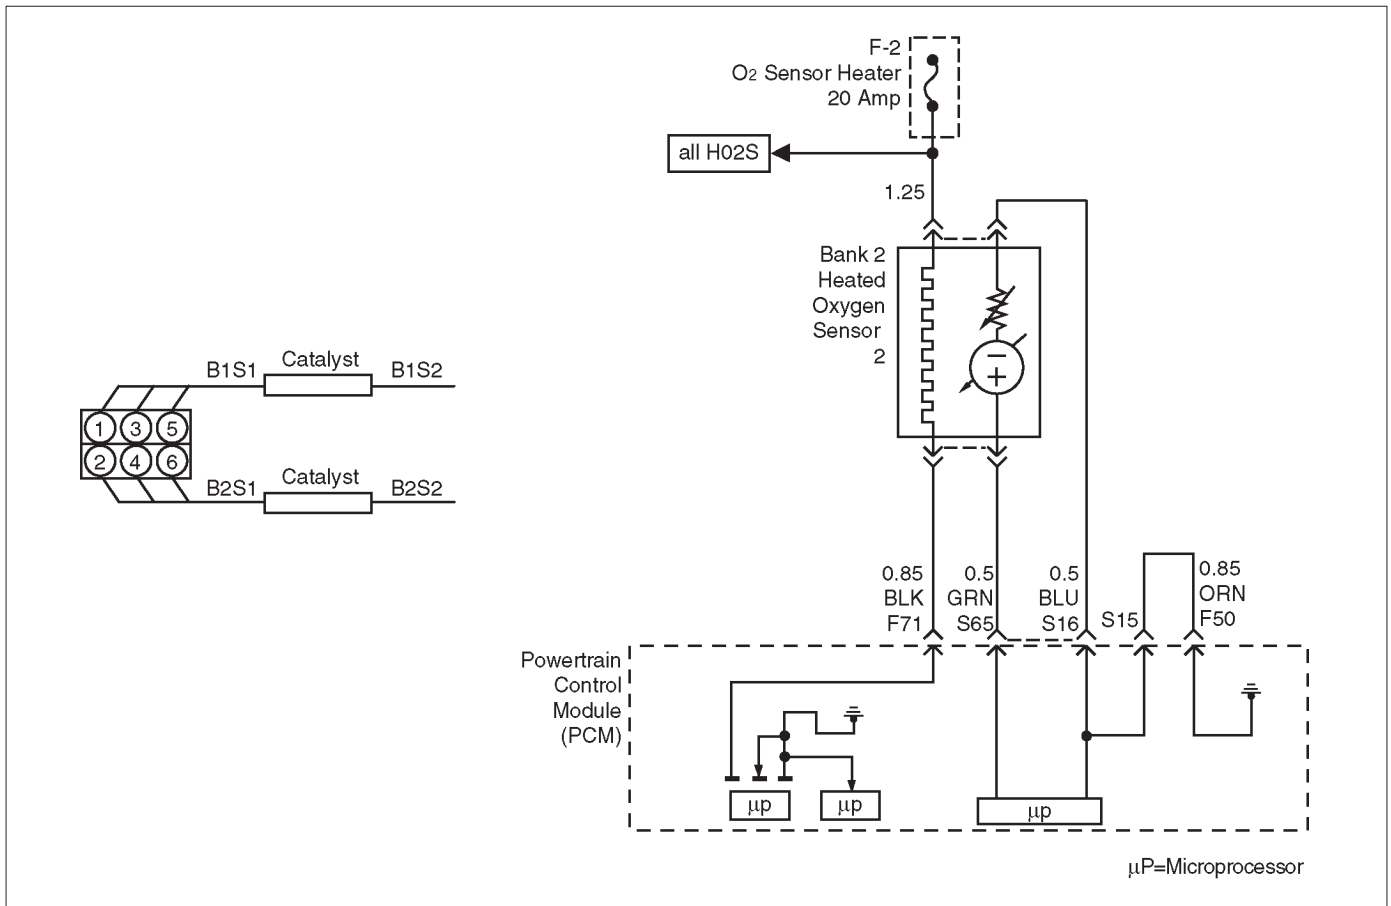 F-2
O2 Sensor Heater
20 Amp
all H02S
1.25
Bank 2
Heated
Oxygen
Sensor
2
−
+
B1S1
Catalyst
B1S2
1 3 5
2 4 6
B2S1
Catalyst
B2S2
0.85
BLK
F71
0.5
GRN
S65
0.5
BLU
S16
S15
0.85
ORN
F50
Powertrain
Control
Module
(PCM)
μp
μp
μp
μP=Microprocessor